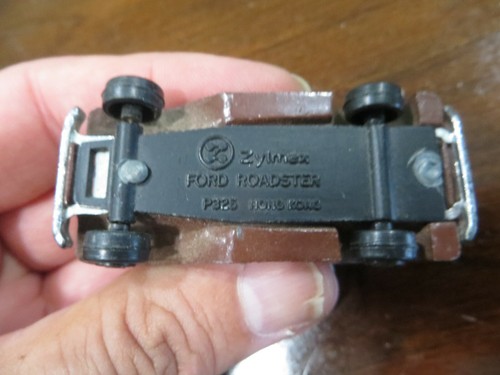 Zylmex
FORD ROADSTER
P325 HONG KONG